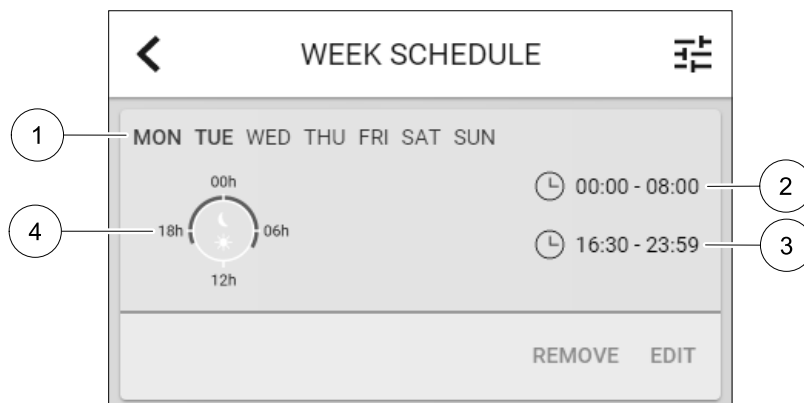 WEEK SCHEDULE
1
MON TUE WED THU FRI SAT SUN
00h
00:00 - 08:00
2
4
18h
06h
16:30 - 23:59
3
12h
REMOVE EDIT